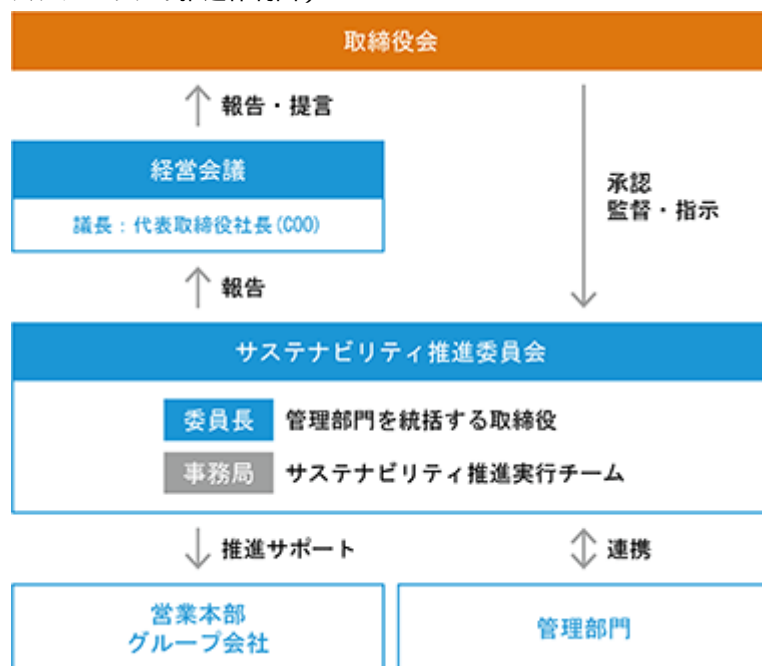 取締役会
報告・提言
経営会議
議長：代表取締役社長(COO)
承認
監督・指示
報告
サステナビリティ推進委員会
委員長 管理部門を統括する取締役
事務局 サステナビリティ推進実行チーム
推進サポート
連携
営業本部
グループ会社
管理部門